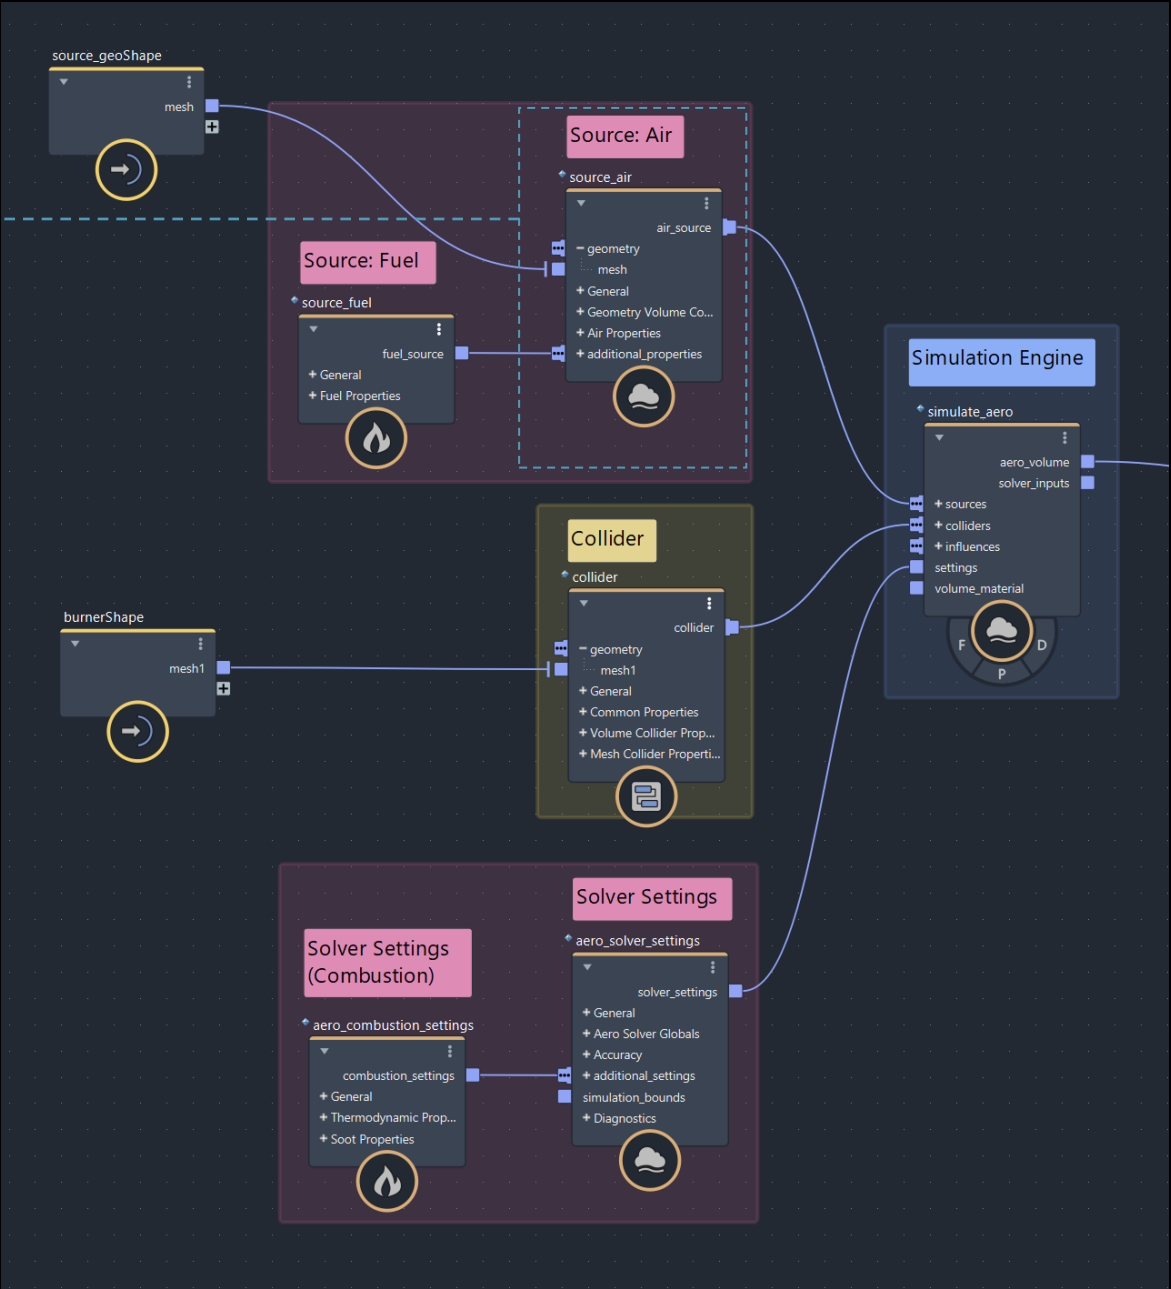 source_geoShape
mesh
Source: Air
source_air
air_source
geometry
mesh
General
Geometry Volume Co...
Air Properties
additional_properties
Source: Fuel
source_fuel
fuel_source
General
Fuel Properties
Simulation Engine
simulate_aero
aero_volume
solver_inputs
sources
colliders
influences
settings
volume_material
F
D
P
Collider
collider
collider
geometry
mesh1
General
Common Properties
Volume Collider Prop...
Mesh Collider Properti...
burnerShape
mesh1
Solver Settings
aero_solver_settings
solver_settings
General
Aero Solver Globals
Accuracy
additional_settings
simulation_bounds
Diagnostics
Solver Settings
(Combustion)
aero_combustion_settings
combustion_settings
General
Thermodynamic Prop...
Soot Properties